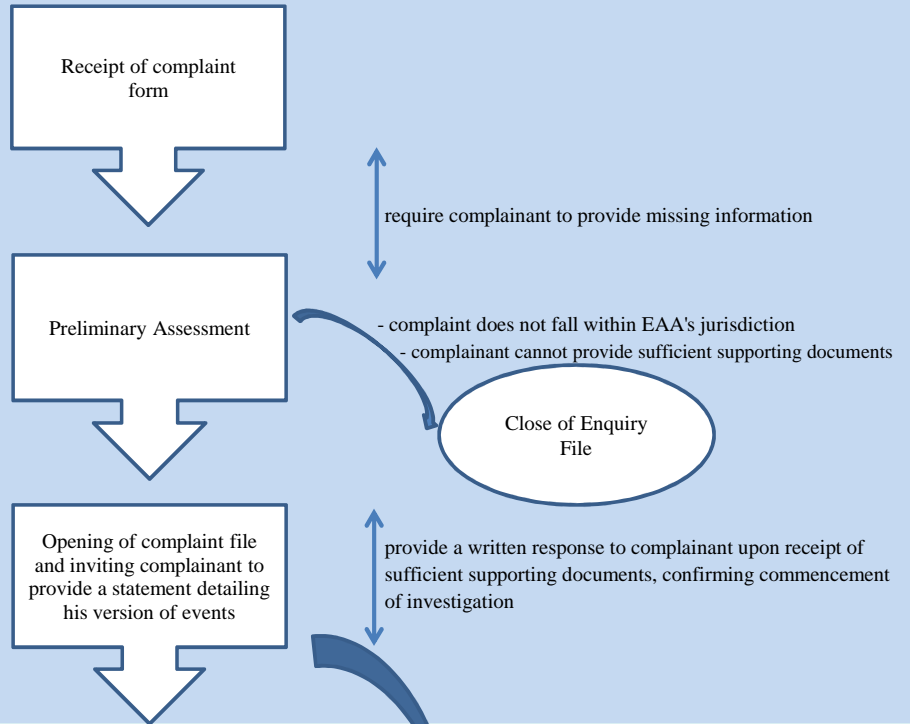 Receipt of complaint
form
require complainant to provide missing information
Preliminary Assessment
- complaint does not fall within EAA's jurisdiction
- complainant cannot provide sufficient supporting documents
Close of Enquiry
File
Opening of complaint file
and inviting complainant to
provide a statement detailing
his version of events
provide a written response to complainant upon receipt of
sufficient supporting documents, confirming commencement
of investigation